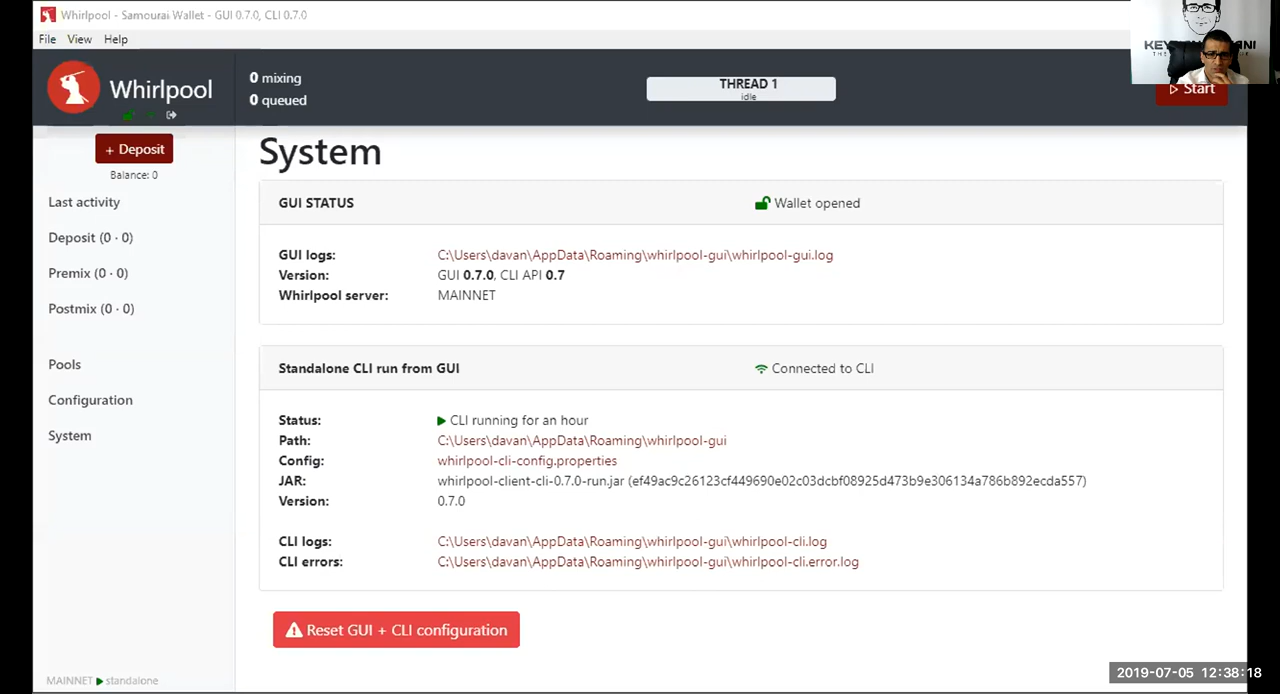 Whirlpool - Samourai Wallet - GUI 0.7.0, CLI 0.7.0
File View Help
Whirlpool
0 mixing
0 queued
THREAD 1
idle
Start
+ Deposit
Balance: 0
Last activity
Deposit (0 · 0)
Premix (0 · 0)
Postmix (0 · 0)
Pools
Configuration
System
System
GUI STATUS Wallet opened
GUI logs: C:\Users\davan\AppData\Roaming\whirlpool-gui\whirlpool-gui.log
Version: GUI 0.7.0, CLI API 0.7
Whirlpool server: MAINNET
Standalone CLI run from GUI Connected to CLI
Status: CLI running for an hour
Path: C:\Users\davan\AppData\Roaming\whirlpool-gui
Config: whirlpool-cli-config.properties
JAR: whirlpool-client-cli-0.7.0-run.jar (ef49ac9c26123cf449690e02c03dcbf08925d473b9e306134a786b892ecda557)
Version: 0.7.0
CLI logs: C:\Users\davan\AppData\Roaming\whirlpool-gui\whirlpool-cli.log
CLI errors: C:\Users\davan\AppData\Roaming\whirlpool-gui\whirlpool-cli.error.log
Reset GUI + CLI configuration
MAINNET standalone
2019-07-05 12:38:18